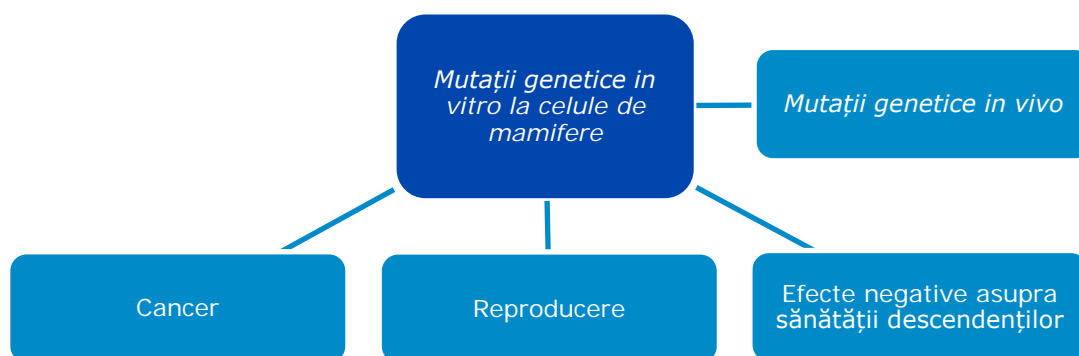 Mutații genetice in
vitro la celule de
mamifere
Mutații genetice in vivo
Cancer
Reproducere
Efecte negative asupra
sănătății descendenților